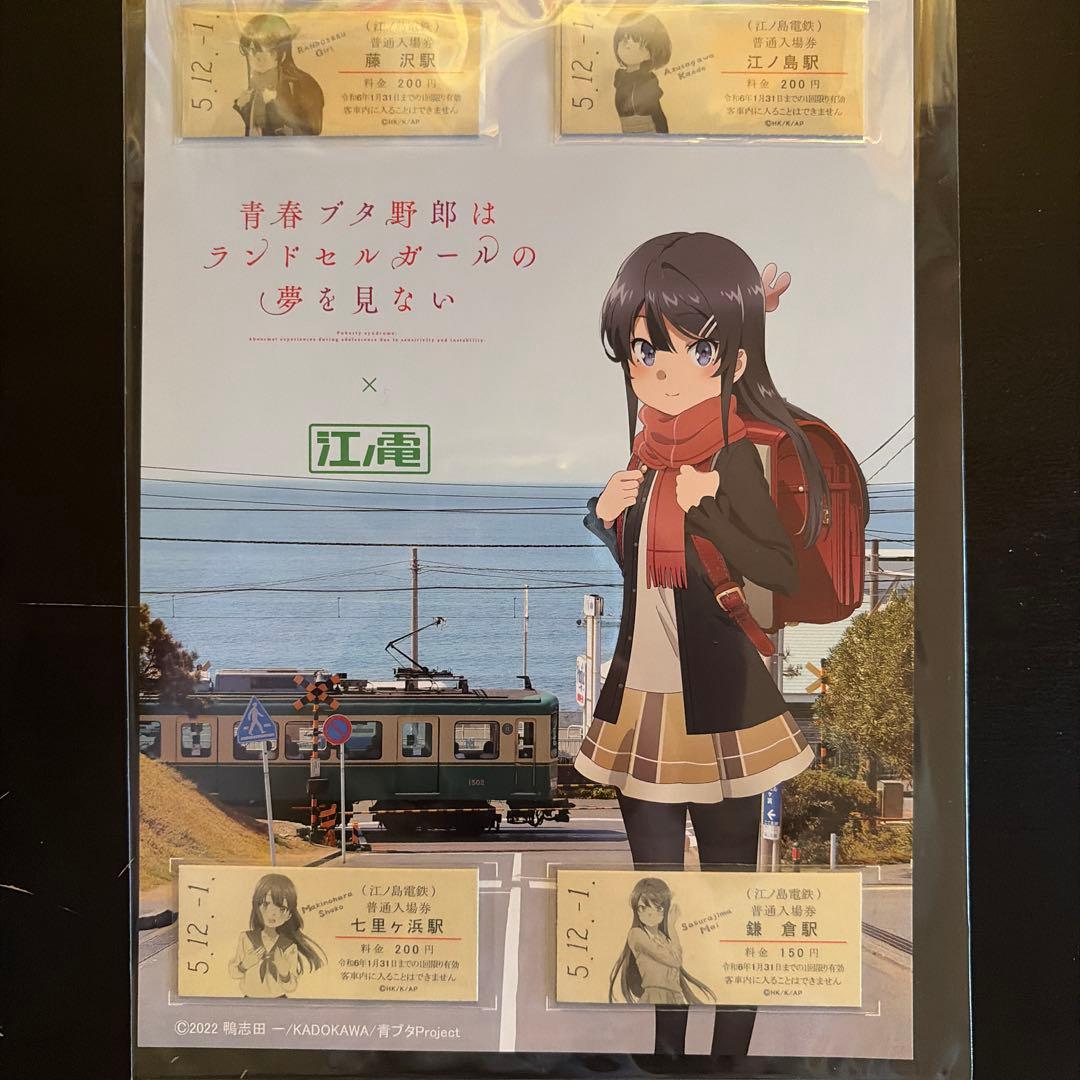 5.12.-1.
RANDOSERU
Girl
(江ノ島電鉄)
普通入場券
藤沢駅
料金 200円
令和6年1月31日までの1回限り有効
客車内に入ることはできません
©HK/K/AP
5.12.-1.
Azusagawa
Kaede
(江ノ島電鉄)
普通入場券
江ノ島駅
料金 200円
令和6年1月31日までの1回限り有効
客車内に入ることはできません
©HK/K/AP
青春ブタ野郎は
ランドセルガールの
夢を見ない
Puberty syndrome:
Abnormal experiences during adolescence due to sensitivity and instability.
×
江ノ電
1502
5.12.-1.
Makinohara
Shoko
(江ノ島電鉄)
普通入場券
七里ヶ浜駅
料金 200円
令和6年1月31日までの1回限り有効
客車内に入ることはできません
©HK/K/AP
5.12.-1.
Sakurajima
Mai
(江ノ島電鉄)
普通入場券
鎌倉駅
料金 150円
令和6年1月31日までの1回限り有効
客車内に入ることはできません
©HK/K/AP
©2022 鴨志田 一/KADOKAWA/青ブタProject